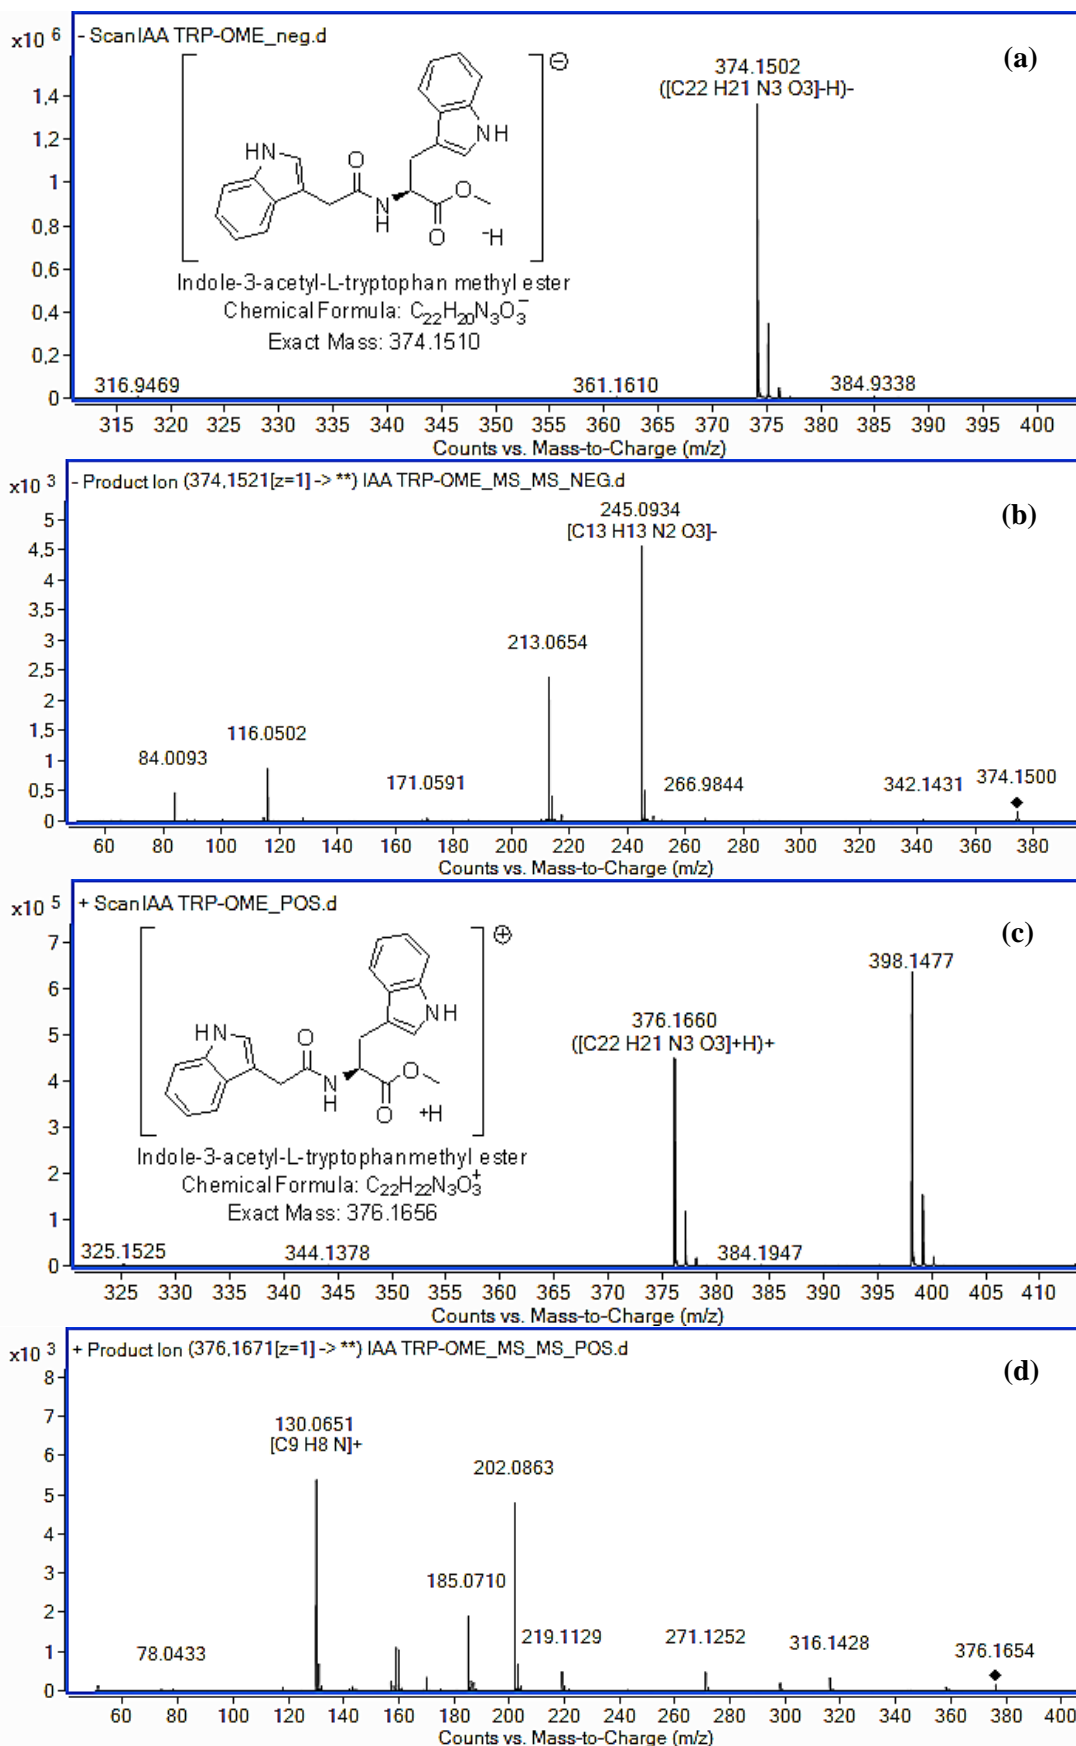 x10 6
- Scan IAA TRP-OME_neg.d
(a)
374.1502
([C22 H21 N3 O3]-H)-
1,4
1,2
1
0,8
0,6
0,4
0,2
0
HN
O
N
H
NH
O
O
-H
⊖
Indole-3-acetyl-L-tryptophan methyl ester
Chemical Formula: C22H20N3O3−
Exact Mass: 374.1510
316.9469
361.1610
384.9338
315 320 325 330 335 340 345 350 355 360 365 370 375 380 385 390 395 400
Counts vs. Mass-to-Charge (m/z)
x10 3
- Product Ion (374,1521[z=1] -> **) IAA TRP-OME_MS_MS_NEG.d
(b)
245.0934
[C13 H13 N2 O3]-
5
4,5
4
3,5
3
2,5
2
1,5
1
0,5
0
213.0654
116.0502
84.0093
171.0591
266.9844
342.1431
374.1500
60 80 100 120 140 160 180 200 220 240 260 280 300 320 340 360 380
Counts vs. Mass-to-Charge (m/z)
x10 5
+ Scan IAA TRP-OME_POS.d
(c)
398.1477
376.1660
([C22 H21 N3 O3]+H)+
7
6
5
4
3
2
1
0
HN
O
N
H
NH
O
O
+H
⊕
Indole-3-acetyl-L-tryptophanmethyl ester
Chemical Formula: C22H22N3O3+
Exact Mass: 376.1656
325.1525
344.1378
384.1947
325 330 335 340 345 350 355 360 365 370 375 380 385 390 395 400 405 410
Counts vs. Mass-to-Charge (m/z)
x10 3
+ Product Ion (376,1671[z=1] -> **) IAA TRP-OME_MS_MS_POS.d
(d)
8
7
6
5
4
3
2
1
0
130.0651
[C9 H8 N]+
202.0863
185.0710
219.1129
271.1252
316.1428
376.1654
78.0433
60 80 100 120 140 160 180 200 220 240 260 280 300 320 340 360 380 400
Counts vs. Mass-to-Charge (m/z)